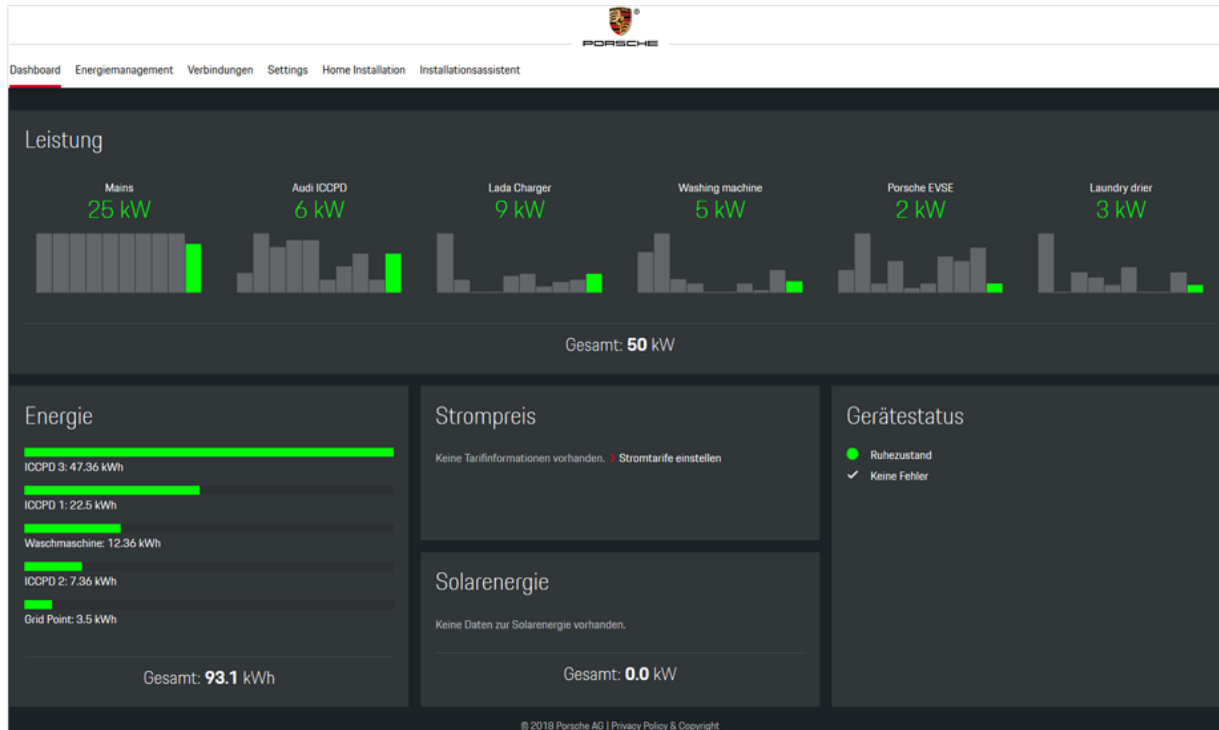 PORSCHE
Dashboard Energiemanagement Verbindungen Settings Home Installation Installationsassistent
Leistung
Mains Audi ICCPD Lada Charger Washing machine Porsche EVSE Laundry drier
25 kW 6 kW 9 kW 5 kW 2 kW 3 kW
Gesamt: 50 kW
Energie
ICCPD 3: 47.36 kWh
ICCPD 1: 22.5 kWh
Waschmaschine: 12.36 kWh
ICCPD 2: 7.36 kWh
Grid Point: 3.5 kWh
Gesamt: 93.1 kWh
Strompreis
Keine Tarifinformationen vorhanden. > Stromtarife einstellen
Solarenergie
Keine Daten zur Solarenergie vorhanden.
Gesamt: 0.0 kW
Gerätestatus
Ruhezustand
Keine Fehler
© 2018 Porsche AG | Privacy Policy & Copyright